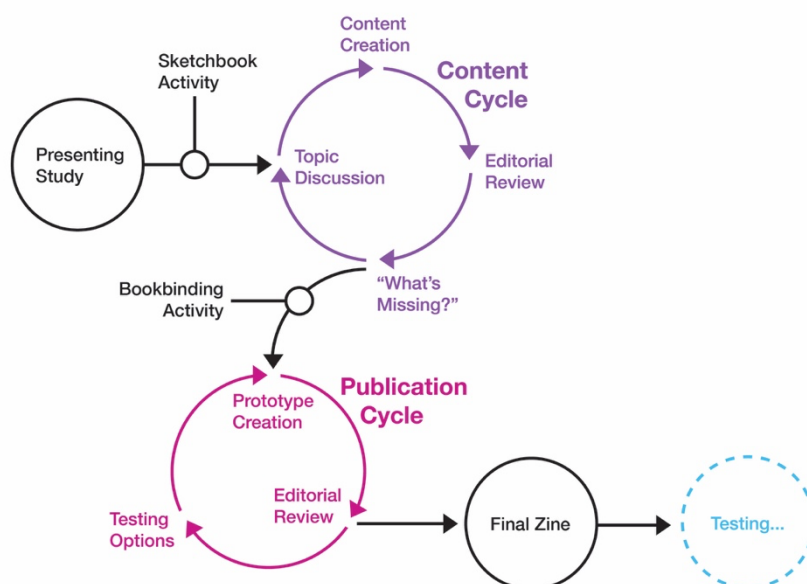 Content
Creation
Sketchbook
Activity
Content
Cycle
Presenting
Study
Topic
Discussion
Editorial
Review
Bookbinding
Activity
“What’s
Missing?”
Publication
Cycle
Prototype
Creation
Editorial
Review
Testing
Options
Final Zine
Testing...